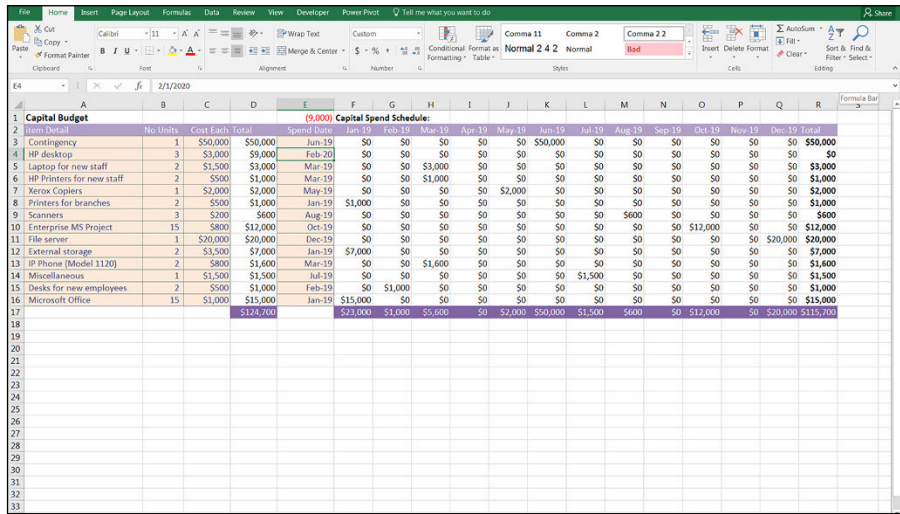 File Home Insert Page Layout Formulas Data Review View Developer Power Pivot Tell me what you want to do Share
Cut Calibri 11 A A Wrap Text Custom Comma 11 Comma 2 Comma 2 2 AutoSum
Paste Copy Format Painter B I U A Merge & Center $ % , Conditional Formatting Format as Table Normal 2 4 2 Normal Bad Insert Delete Format Fill Clear Sort & Filter Find & Select
Clipboard Font Alignment Number Styles Cells Editing
E4 fx 2/1/2020
Formula Bar
A B C D E F G H I J K L M N O P Q R S
1 Capital Budget (9,000) Capital Spend Schedule:
2 Item Detail No Units Cost Each Total Spend Date Jan-19 Feb-19 Mar-19 Apr-19 May-19 Jun-19 Jul-19 Aug-19 Sep-19 Oct-19 Nov-19 Dec-19 Total
3 Contingency 1 $50,000 $50,000 Jun-19 $0 $0 $0 $0 $0 $50,000 $0 $0 $0 $0 $0 $0 $50,000
4 HP desktop 3 $3,000 $9,000 Feb-20 $0 $0 $0 $0 $0 $0 $0 $0 $0 $0 $0 $0 $0
5 Laptop for new staff 2 $1,500 $3,000 Mar-19 $0 $0 $3,000 $0 $0 $0 $0 $0 $0 $0 $0 $0 $3,000
6 HP Printers for new staff 2 $500 $1,000 Mar-19 $0 $0 $1,000 $0 $0 $0 $0 $0 $0 $0 $0 $0 $1,000
7 Xerox Copiers 1 $2,000 $2,000 May-19 $0 $0 $0 $0 $2,000 $0 $0 $0 $0 $0 $0 $0 $2,000
8 Printers for branches 2 $500 $1,000 Jan-19 $1,000 $0 $0 $0 $0 $0 $0 $0 $0 $0 $0 $0 $1,000
9 Scanners 3 $200 $600 Aug-19 $0 $0 $0 $0 $0 $0 $0 $600 $0 $0 $0 $0 $600
10 Enterprise MS Project 15 $800 $12,000 Oct-19 $0 $0 $0 $0 $0 $0 $0 $0 $0 $12,000 $0 $0 $12,000
11 File server 1 $20,000 $20,000 Dec-19 $0 $0 $0 $0 $0 $0 $0 $0 $0 $0 $0 $20,000 $20,000
12 External storage 2 $3,500 $7,000 Jan-19 $7,000 $0 $0 $0 $0 $0 $0 $0 $0 $0 $0 $0 $7,000
13 IP Phone (Model 1120) 2 $800 $1,600 Mar-19 $0 $0 $1,600 $0 $0 $0 $0 $0 $0 $0 $0 $0 $1,600
14 Miscellaneous 1 $1,500 $1,500 Jul-19 $0 $0 $0 $0 $0 $0 $1,500 $0 $0 $0 $0 $0 $1,500
15 Desks for new employees 2 $500 $1,000 Feb-19 $0 $1,000 $0 $0 $0 $0 $0 $0 $0 $0 $0 $0 $1,000
16 Microsoft Office 15 $1,000 $15,000 Jan-19 $15,000 $0 $0 $0 $0 $0 $0 $0 $0 $0 $0 $0 $15,000
17 $124,700 $23,000 $1,000 $5,600 $0 $2,000 $50,000 $1,500 $600 $0 $12,000 $0 $20,000 $115,700
18
19
20
21
22
23
24
25
26
27
28
29
30
31
32
33